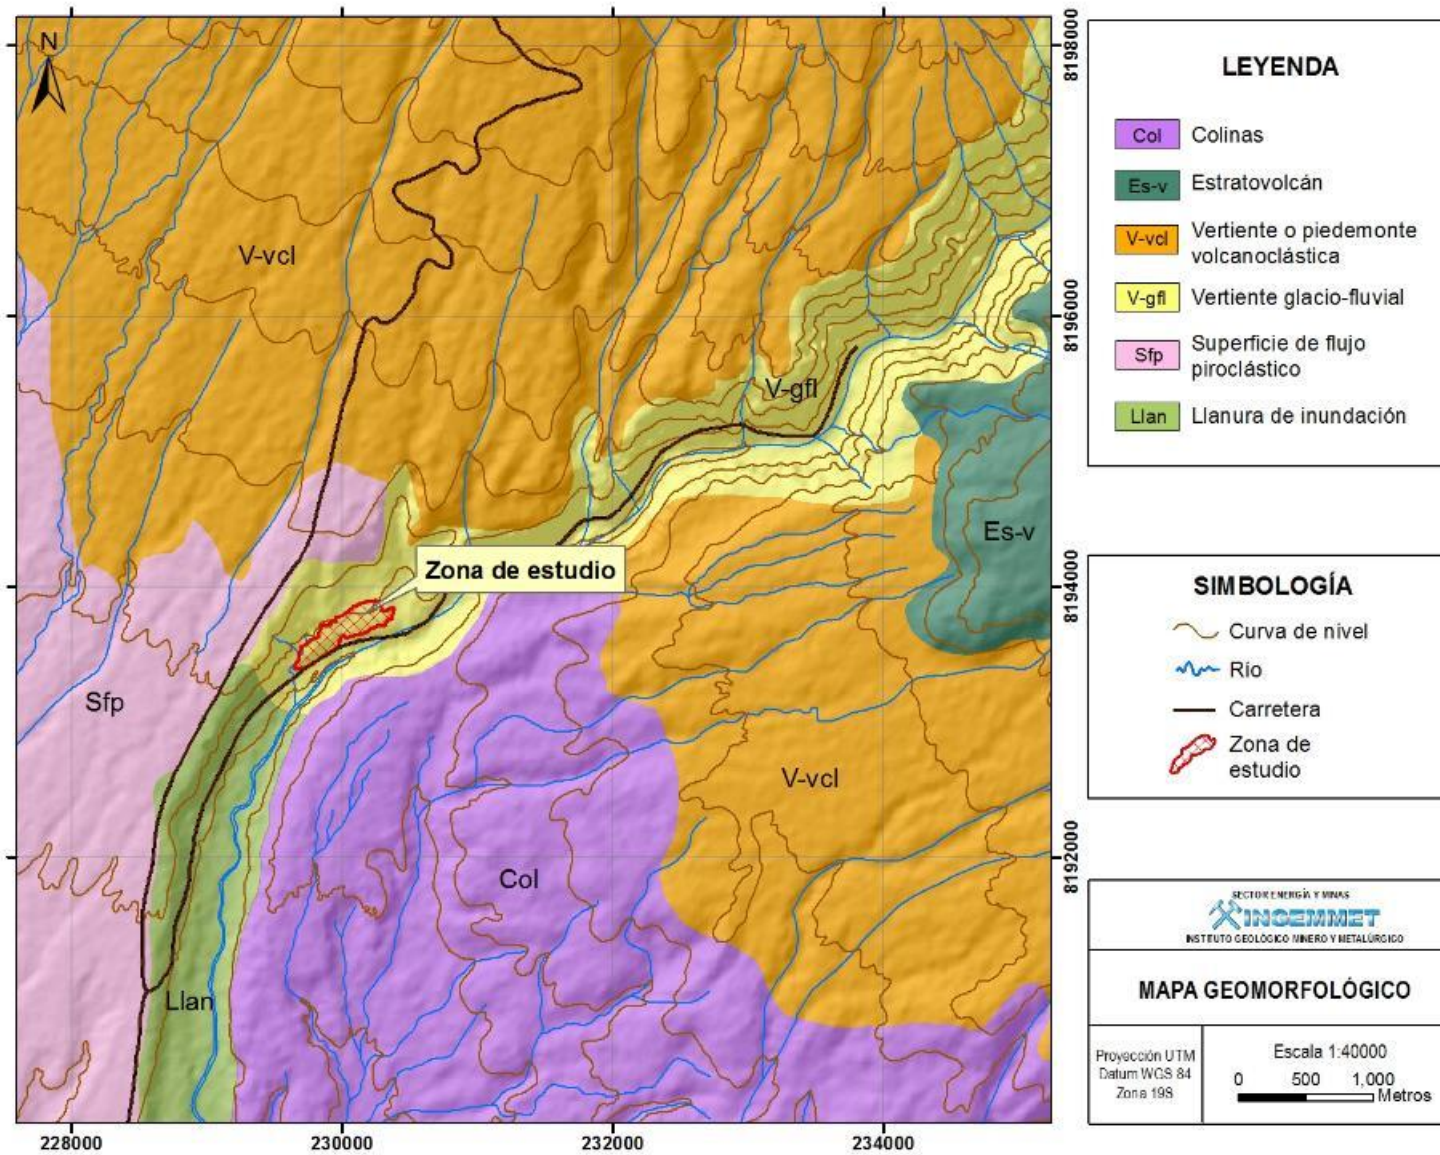 N
V-vcl
V-gfl
Zona de estudio
Es-v
Sfp
V-vcl
Col
Llan
228000
230000
232000
234000
8198000
8196000
8194000
8192000
LEYENDA
Col Colinas
Es-v Estratovolcán
V-vcl Vertiente o piedemonte
volcanoclástica
V-gfl Vertiente glacio-fluvial
Sfp Superficie de flujo
piroclástico
Llan Llanura de inundación
SIMBOLOGÍA
Curva de nivel
Rio
Carretera
Zona de
estudio
SECTOR ENERGÍA Y MINAS
INGEMMET
INSTITUTO GEOLÓGICO MINERO Y METALÚRGICO
MAPA GEOMORFOLÓGICO
Proyección UTM
Datum WGS 84
Zona 19S
Escala 1:40000
0 500 1,000
Metros